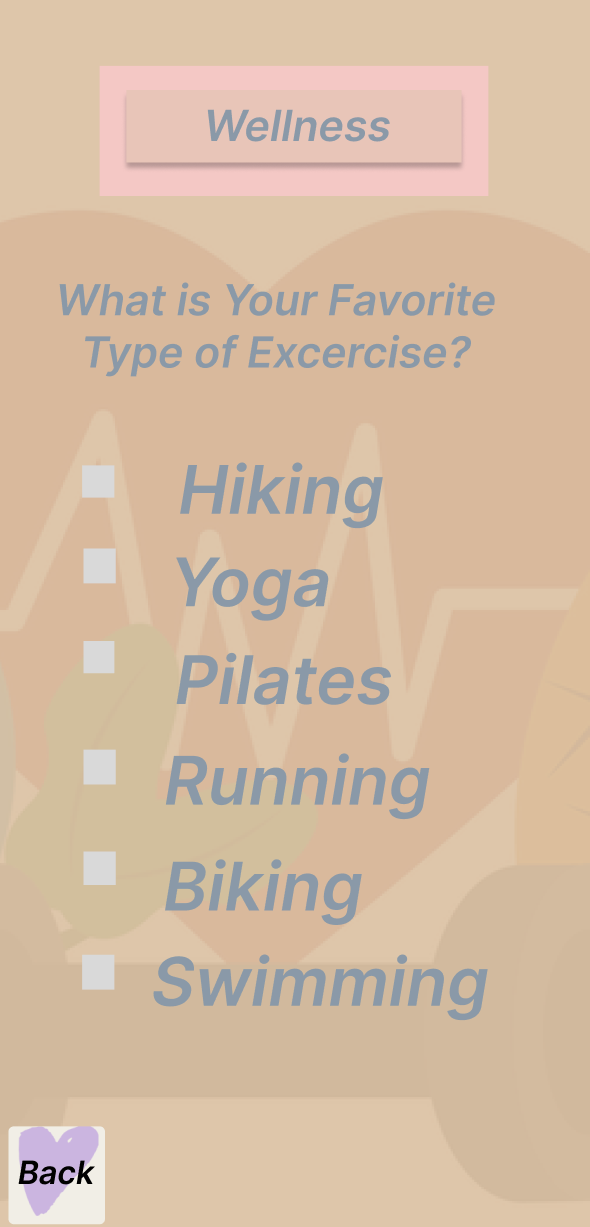 Wellness
What is Your Favorite
Type of Excercise?
Hiking
Yoga
Pilates
Running
Biking
Swimming
Back